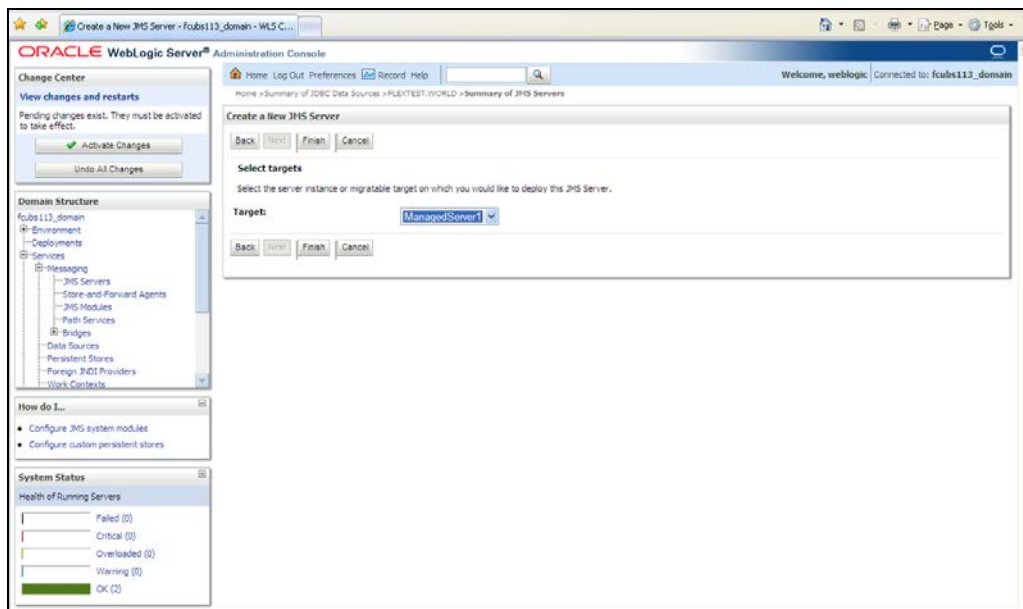 Create a New JMS Server - fcubs113_domain - WLS C...
Page
Tools
ORACLE WebLogic Server® Administration Console
Change Center
View changes and restarts
Pending changes exist. They must be activated
to take effect.
Activate Changes
Undo All Changes
Domain Structure
fcubs113_domain
Environment
Deployments
Services
Messaging
JMS Servers
Store-and-Forward Agents
JMS Modules
Path Services
Bridges
Data Sources
Persistent Stores
Foreign JNDI Providers
Work Contexts
How do I...
Configure JMS system modules
Configure custom persistent stores
System Status
Health of Running Servers
Failed (0)
Critical (0)
Overloaded (0)
Warning (0)
OK (2)
Home Log Out Preferences Record Help
Welcome, weblogic Connected to: fcubs113_domain
Home >Summary of JDBC Data Sources >FLEXTEST.WORLD >Summary of JMS Servers
Create a New JMS Server
Back Next Finish Cancel
Select targets
Select the server instance or migratable target on which you would like to deploy this JMS Server.
Target: ManagedServer1
Back Next Finish Cancel